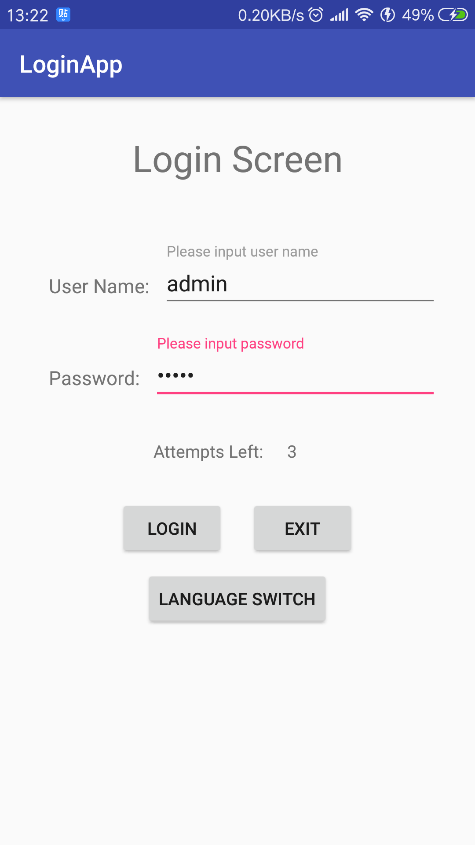 13:22 0.20KB/s 49%
LoginApp
Login Screen
Please input user name
User Name: admin
Please input password
Password: •••••
Attempts Left: 3
LOGIN EXIT
LANGUAGE SWITCH